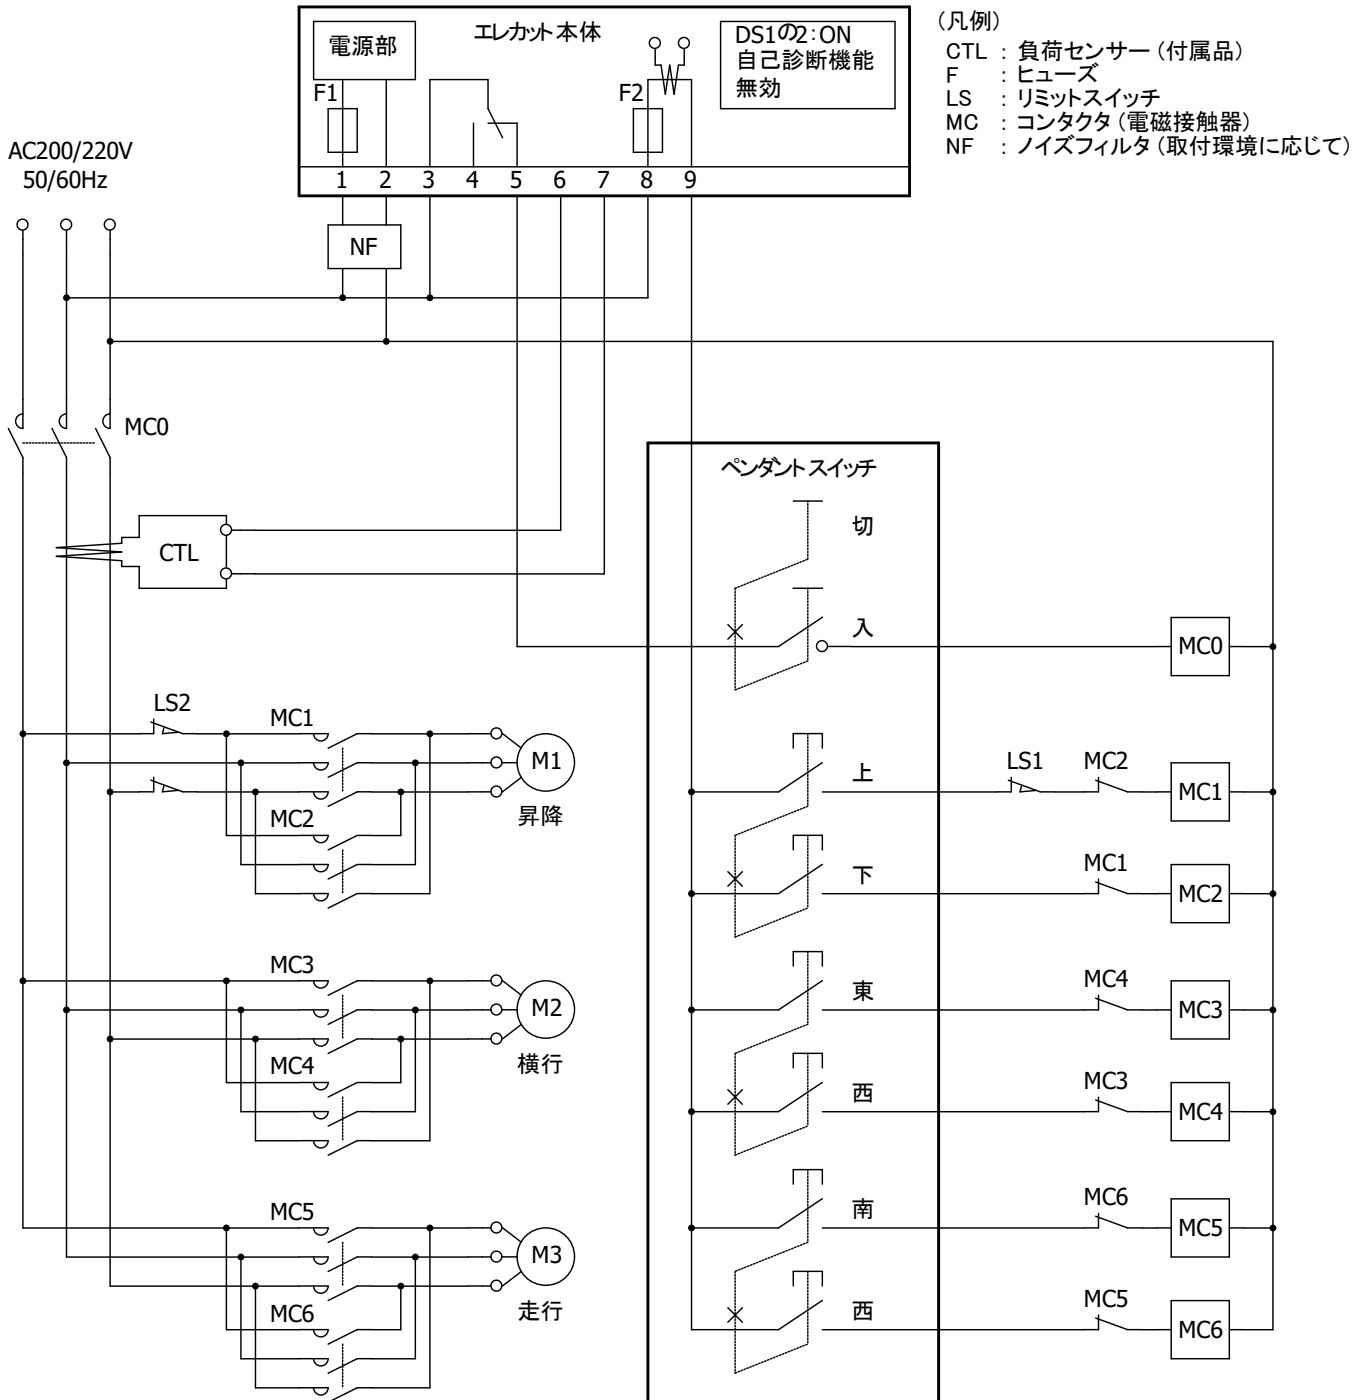 電源部
エレカット本体
DS1の2:ON
自己診断機能
無効
F1
F2
1 2 3 4 5 6 7 8 9
(凡例)
CTL : 負荷センサー(付属品)
F : ヒューズ
LS : リミットスイッチ
MC : コンタクタ(電磁接触器)
NF : ノイズフィルタ(取付環境に応じて)
AC200/220V
50/60Hz
NF
MC0
CTL
ペンダントスイッチ
切
入
MC0
LS2
MC1
M1
昇降
MC2
上
LS1
MC2
MC1
下
MC1
MC2
MC3
M2
横行
MC4
東
MC4
MC3
西
MC3
MC4
MC5
M3
走行
MC6
南
MC6
MC5
西
MC5
MC6